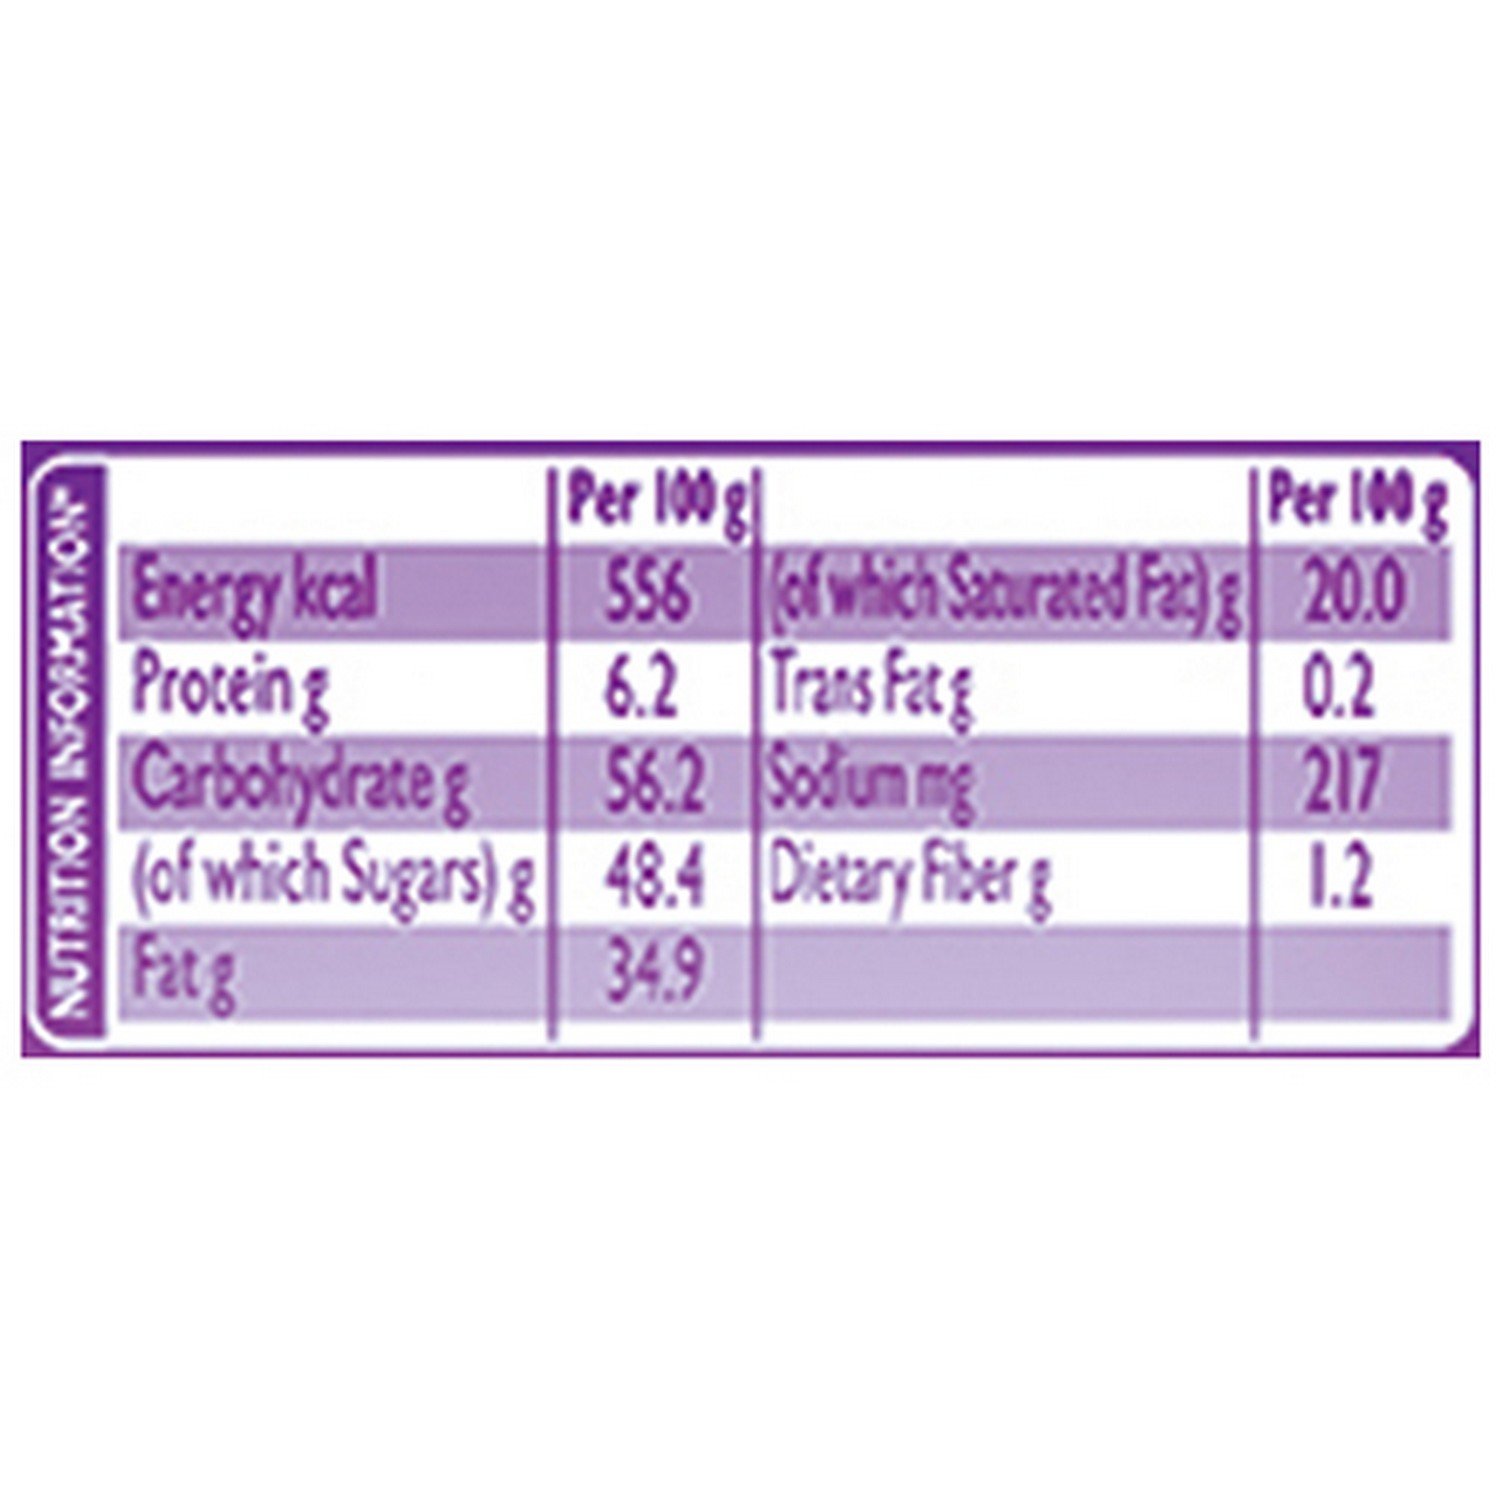 NUTRITION INFORMATION*
Per 100 g Per 100 g
Energy kcal 556 (of which Saturated Fat) g 20.0
Protein g 6.2 Trans Fat g 0.2
Carbohydrate g 56.2 Sodium mg 217
(of which Sugars) g 48.4 Dietary Fiber g 1.2
Fat g 34.9